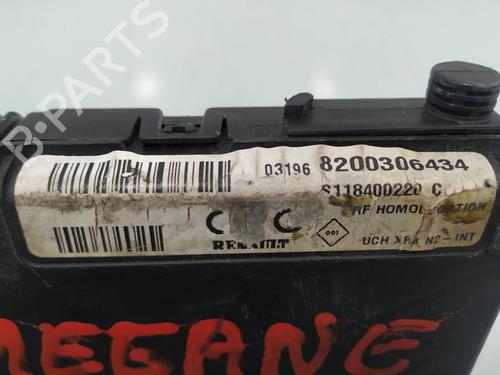 B-PARTS
03196 8200306434
S118400220 C
RF HOMOLOGATION
C C
RENAULT
001
UCH X84 N2-INT
MEGANE